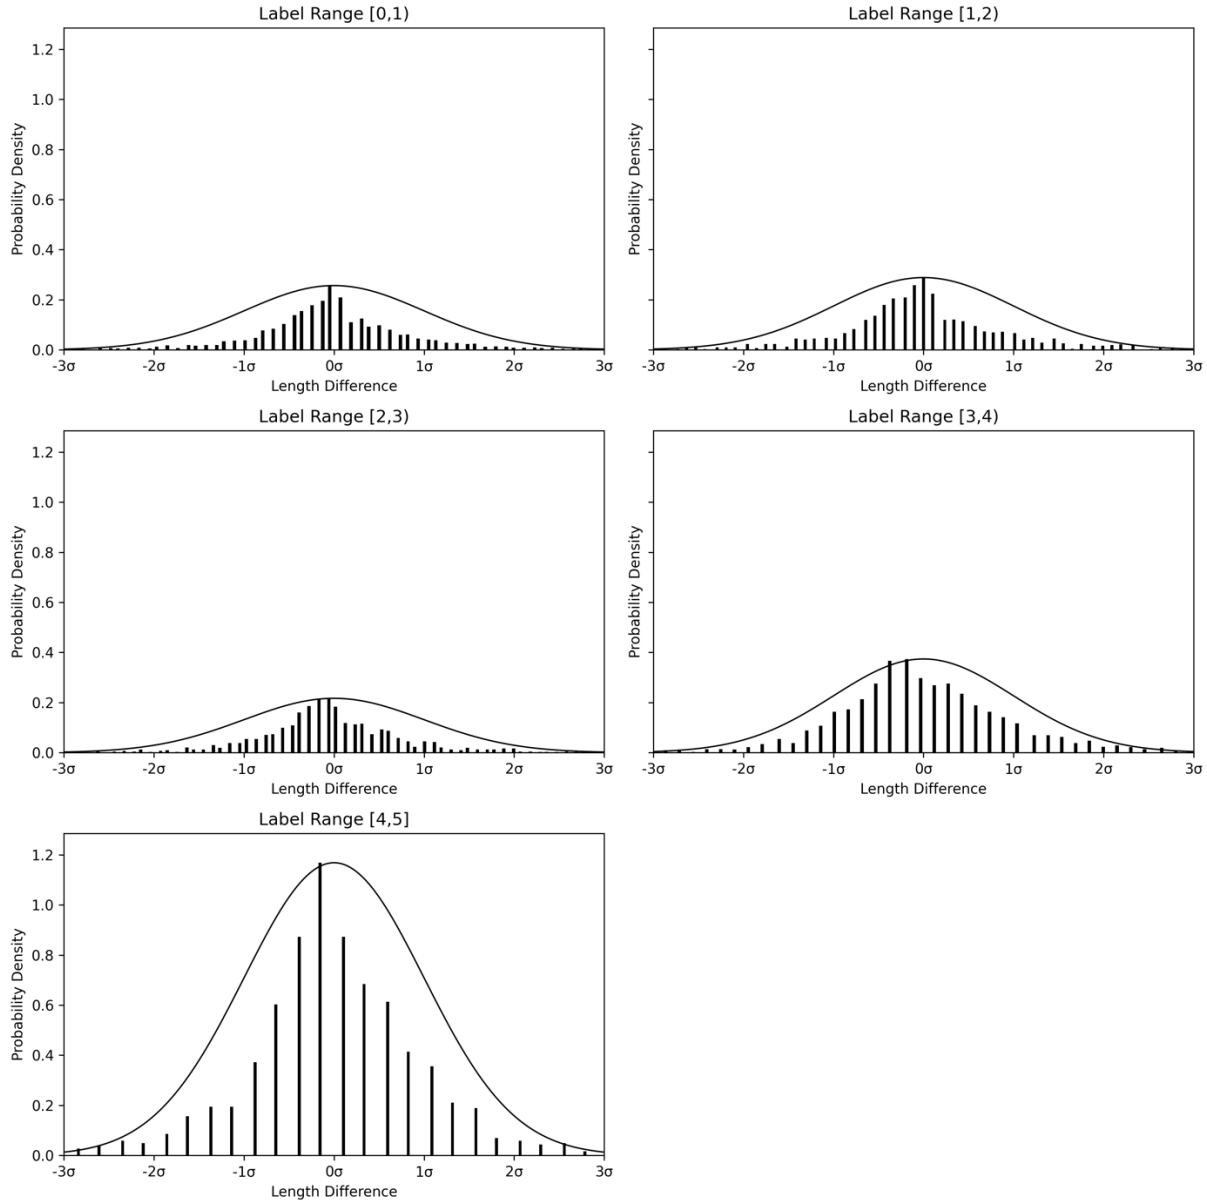 Label Range [0,1)
Probability Density
1.2
1.0
0.8
0.6
0.4
0.2
0.0
-3σ -2σ -1σ 0σ 1σ 2σ 3σ
Length Difference
Label Range [1,2)
Probability Density
-3σ -2σ -1σ 0σ 1σ 2σ 3σ
Length Difference
Label Range [2,3)
Probability Density
1.2
1.0
0.8
0.6
0.4
0.2
0.0
-3σ -2σ -1σ 0σ 1σ 2σ 3σ
Length Difference
Label Range [3,4)
Probability Density
-3σ -2σ -1σ 0σ 1σ 2σ 3σ
Length Difference
Label Range [4,5]
Probability Density
1.2
1.0
0.8
0.6
0.4
0.2
0.0
-3σ -2σ -1σ 0σ 1σ 2σ 3σ
Length Difference